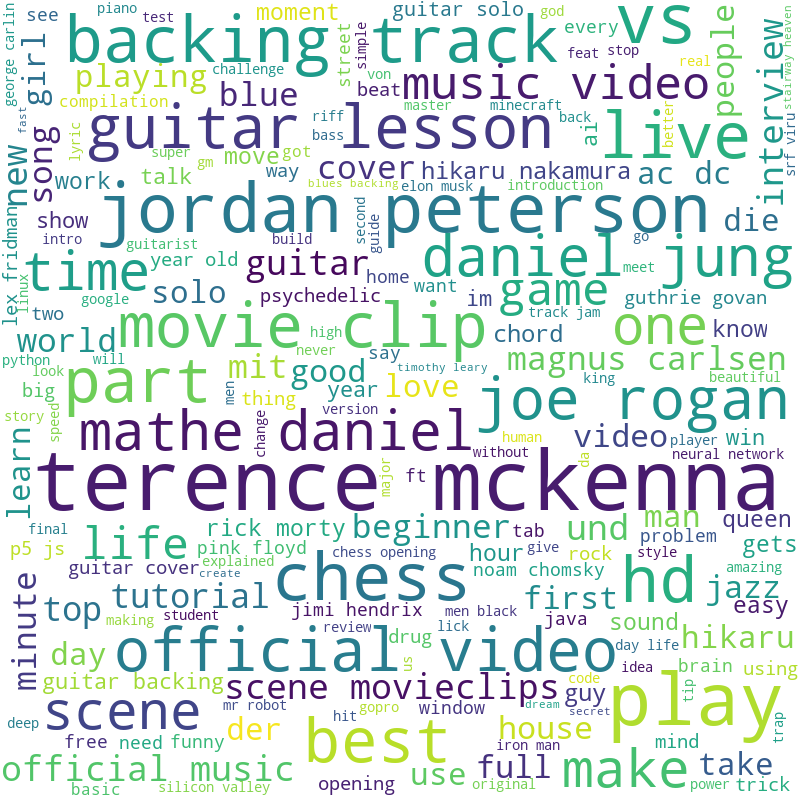 george carlin
see
piano
test
moment
guitar solo
god
every
vs
stairway heaven
fast
girl
backing
track
street
simple
feat
stop
people
real
interview
challenge
von
compilation
playing
blue
beat
music video
master
minecraft
back
better
srf viru
lyric
riff
bass
new
song
guitar
lesson
live
ai
super
gm
move
got
cover
hikaru nakamura
ac dc
work
talk
way
blues backing
elon musk
introduction
show
jordan peterson
die
lex fridman
intro
guitarist
build
second
guide
go
linux
time
year old
guitar
daniel jung
meet
google
solo
home
want
game
psychedelic
im
guthrie govan
two
movie clip
track jam
one
know
world
high
chord
python
will
never
say
magnus carlsen
look
part
mit
good
timothy leary
king
beautiful
big
men
year
love
joe rogan
thing
story
speed
version
mathe daniel
change
without
human
video
player
win
da
neural network
learn
terence mckenna
major
ft
final
life
rick morty
beginner
tab
und
man
queen
p5 js
pink floyd
hour
give
rock
problem
style
gets
guitar cover
explained
chess opening
noam chomsky
create
chess
first
hd
amazing
jazz
minute
top
tutorial
jimi hendrix
men black
java
easy
making
student
review
lick
sound
day
official video
drug
us
day life
idea
hikaru
guitar backing
scene movieclips
guy
brain
using
code
tip
deep
scene
mr robot
gopro
window
dream
secret
play
trap
der
hit
best
house
free
need
funny
iron man
mind
official music
use
full
make
take
basic
silicon valley
opening
original
power
trick